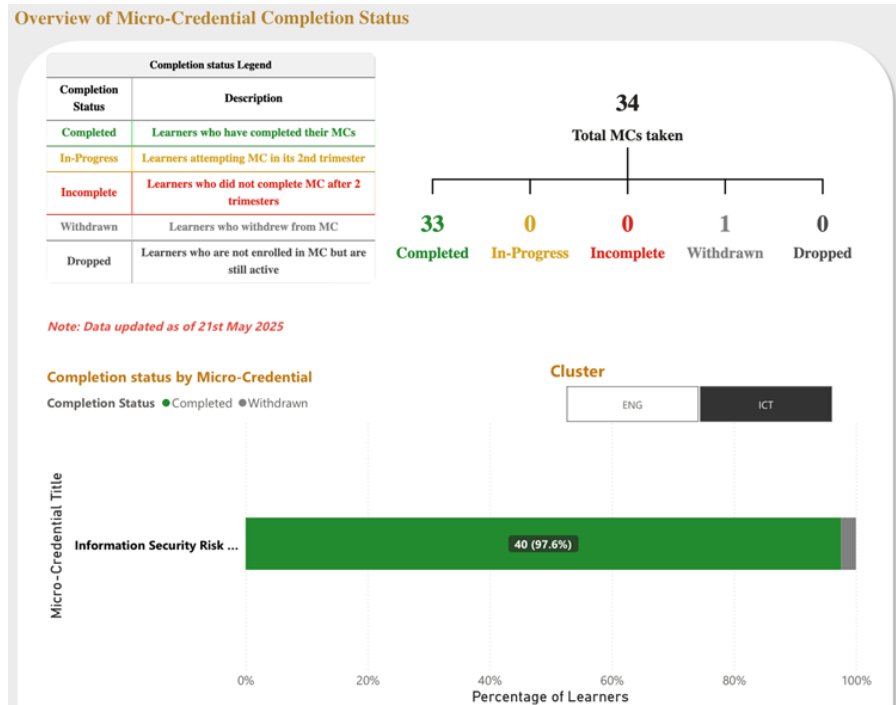 Overview of Micro-Credential Completion Status
Completion status Legend
Completion
Status
Description
Completed
Learners who have completed their MCs
In-Progress
Learners attempting MC in its 2nd trimester
Incomplete
Learners who did not complete MC after 2
trimesters
Withdrawn
Learners who withdrew from MC
Dropped
Learners who are not enrolled in MC but are
still active
34
Total MCs taken
33
Completed
0
In-Progress
0
Incomplete
1
Withdrawn
0
Dropped
Note: Data updated as of 21st May 2025
Completion status by Micro-Credential
Completion Status Completed Withdrawn
Cluster
ENG
ICT
Micro-Credential Title
Information Security Risk ...
40 (97.6%)
0%
20%
40%
60%
80%
100%
Percentage of Learners